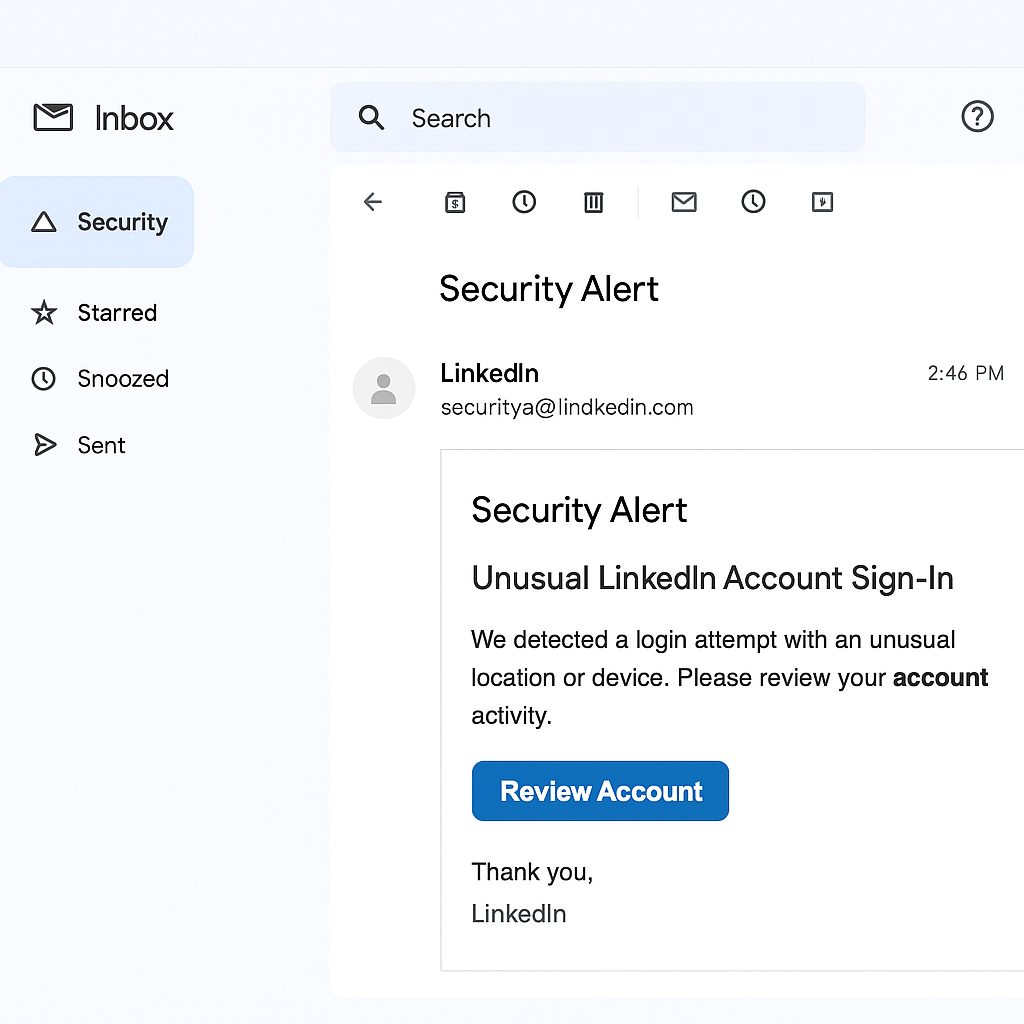 Inbox
Search
Security
Starred
Snoozed
Sent
Security Alert
LinkedIn
2:46 PM
securitya@lindkedin.com
Security Alert
Unusual LinkedIn Account Sign-In
We detected a login attempt with an unusual
location or device. Please review your account
activity.
Review Account
Thank you,
LinkedIn